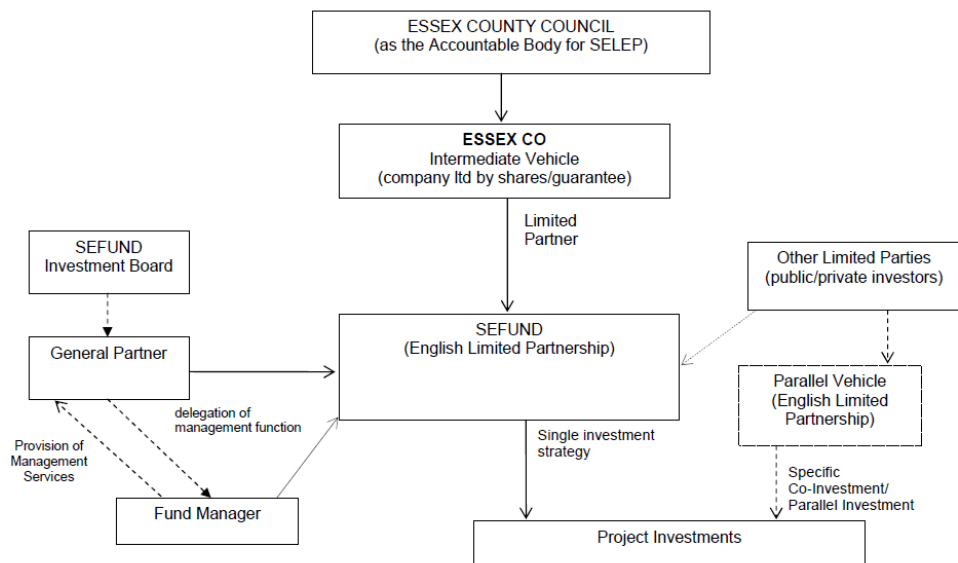 ESSEX COUNTY COUNCIL
(as the Accountable Body for SELEP)
ESSEX CO
Intermediate Vehicle
(company ltd by shares/guarantee)
Limited
Partner
SEFUND
Investment Board
Other Limited Parties
(public/private investors)
General Partner
SEFUND
(English Limited Partnership)
Parallel Vehicle
(English Limited
Partnership)
delegation of
management function
Provision of
Management
Services
Single investment
strategy
Specific
Co-Investment/
Parallel Investment
Fund Manager
Project Investments